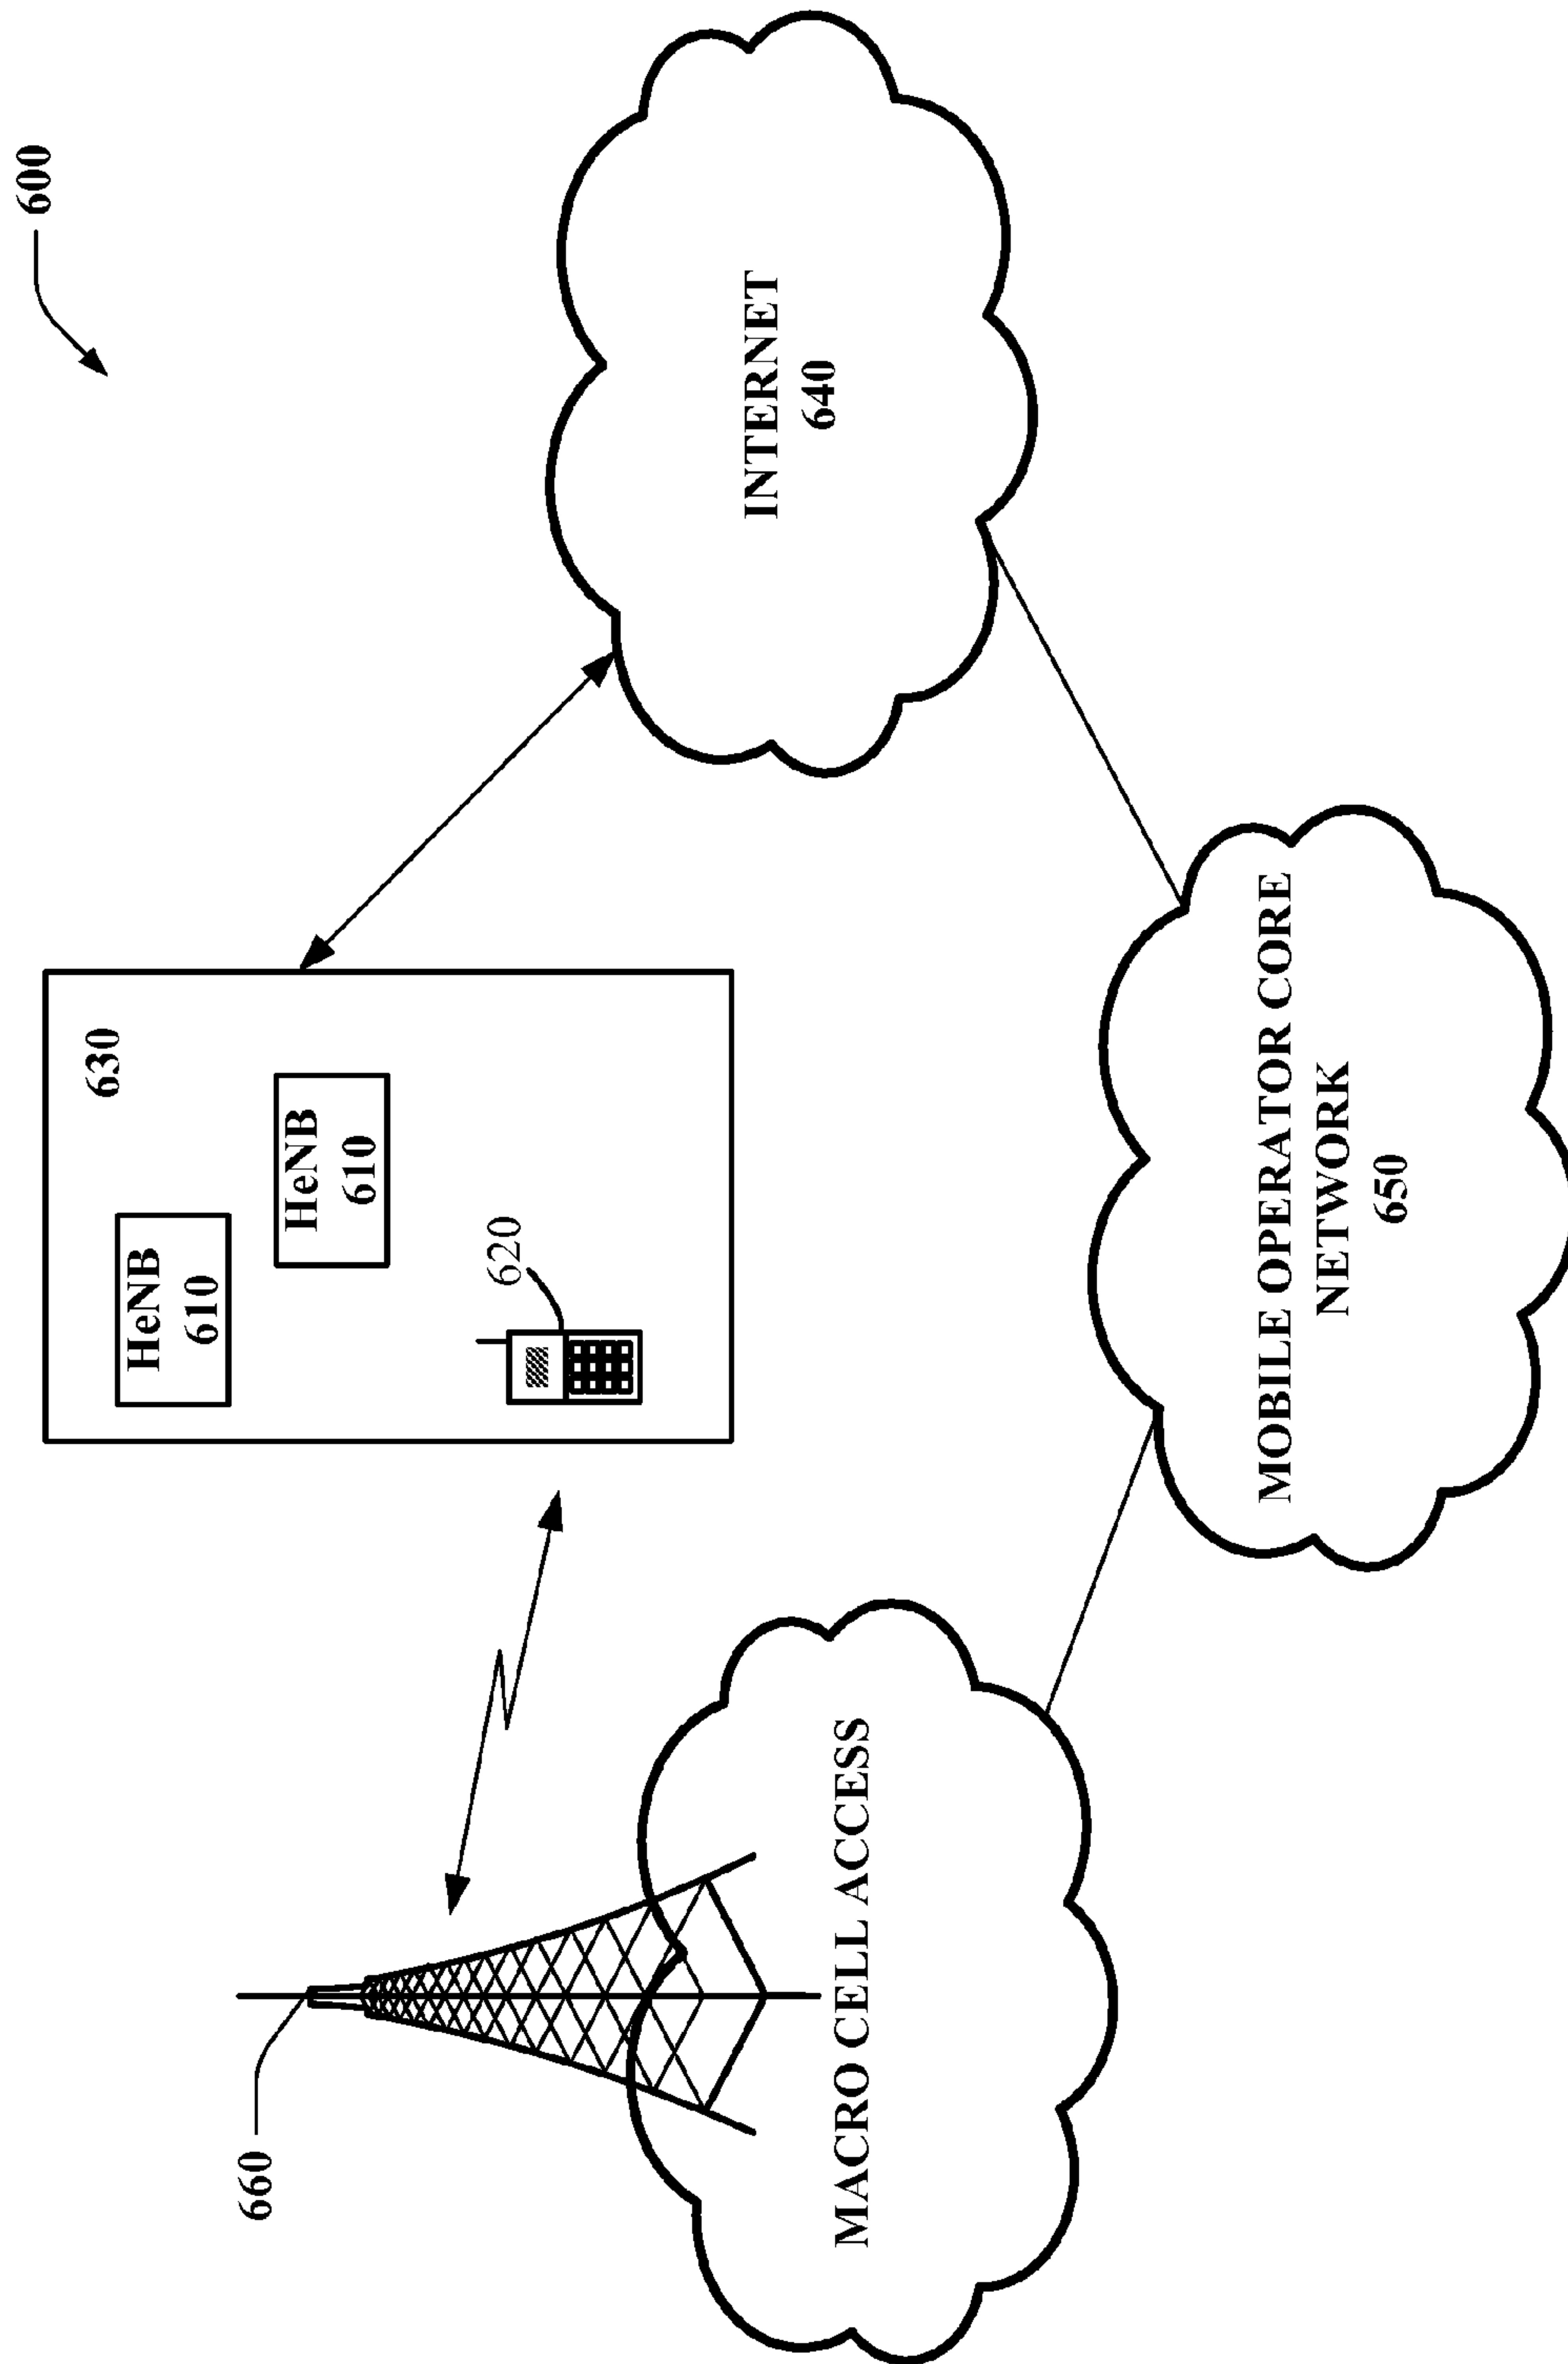 600
630
HeNB
610
HeNB
610
620
660
INTERNET
640
MACRO CELL ACCESS
MOBILE OPERATOR CORE
NETWORK
650